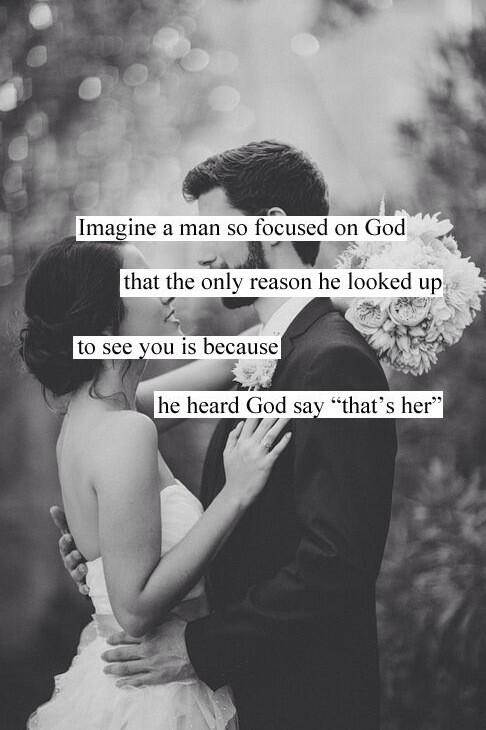 Imagine a man so focused on God
that the only reason he looked up
to see you is because
he heard God say “that’s her”